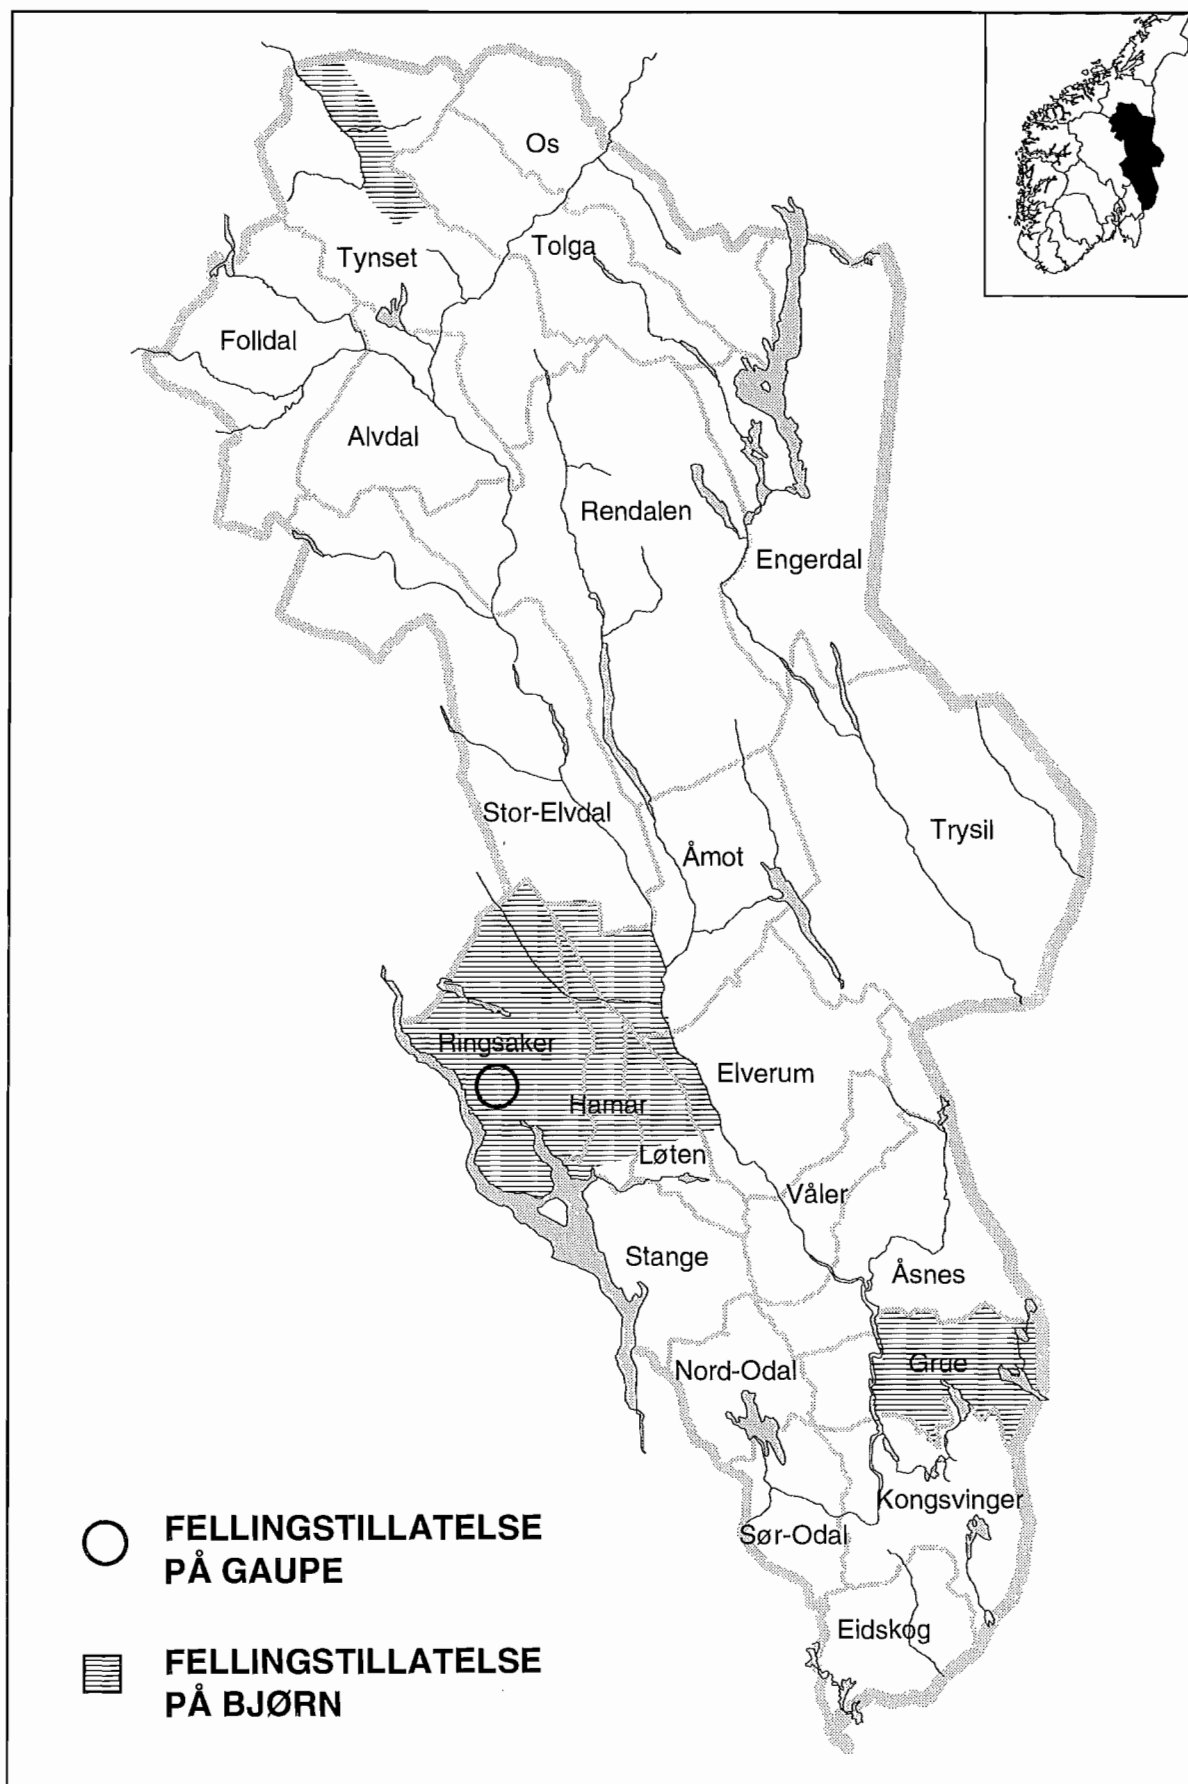 Os
Tolga
Tynset
Folldal
Alvdal
Rendalen
Engerdal
Stor-Elvdal
Trysil
Åmot
Ringsaker
Elverum
Hamar
Løten
Våler
Stange
Åsnes
Grue
Nord-Odal
Kongsvinger
Sør-Odal
Eidskog
FELLINGSTILLATELSE
PÅ GAUPE
FELLINGSTILLATELSE
PÅ BJØRN